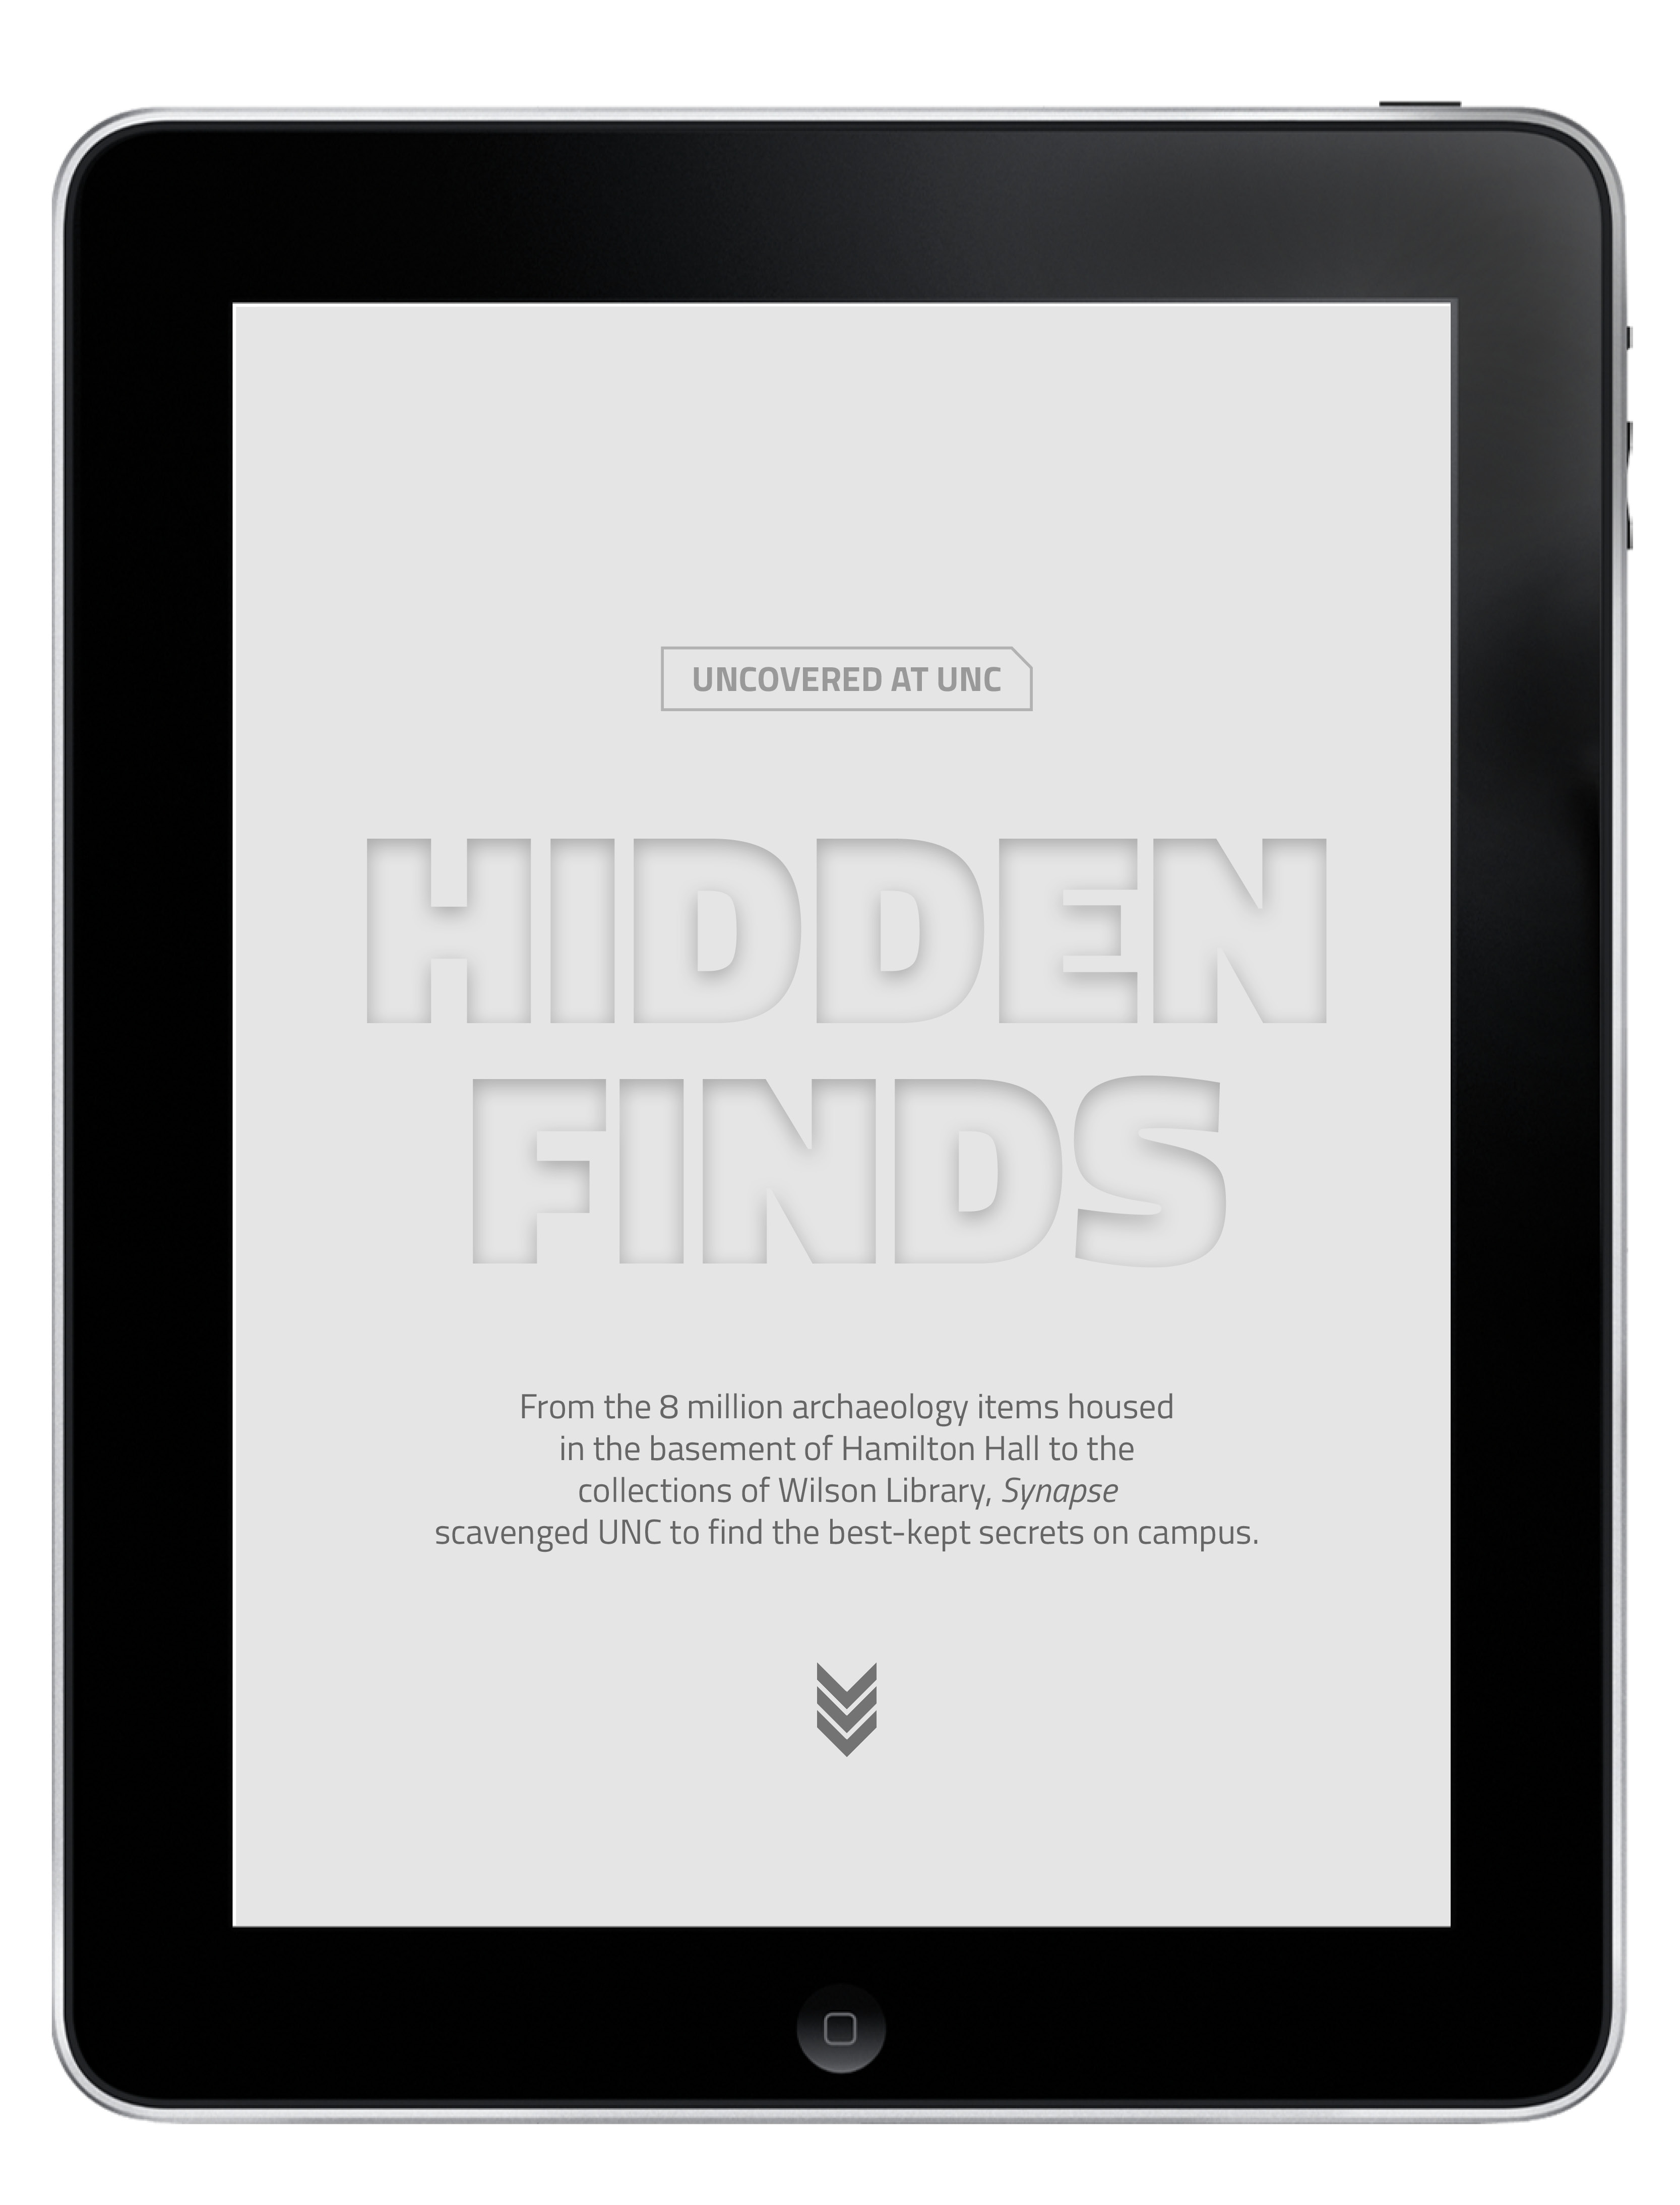 UNCOVERED AT UNC
HIDDEN
FINDS
From the 8 million archaeology items housed
in the basement of Hamilton Hall to the
collections of Wilson Library, Synapse
scavenged UNC to find the best-kept secrets on campus.